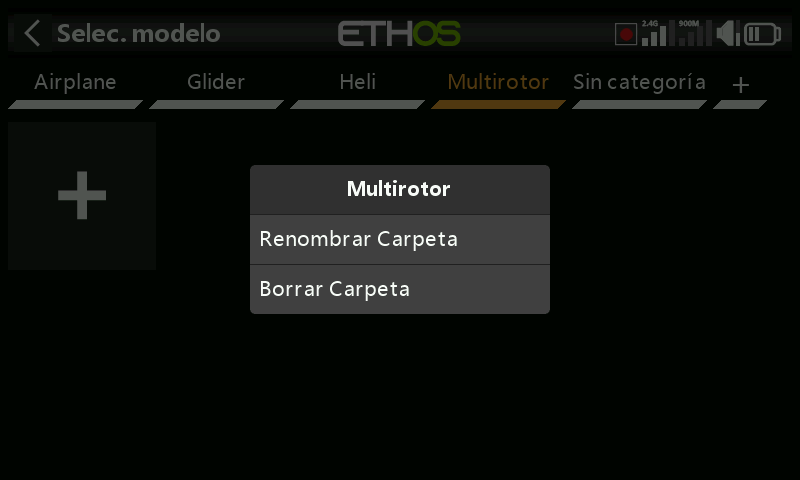 Selec. modelo
ETHOS
2.4G
900M
Airplane
Glider
Heli
Multirotor
Sin categoría
+
Multirotor
Renombrar Carpeta
Borrar Carpeta